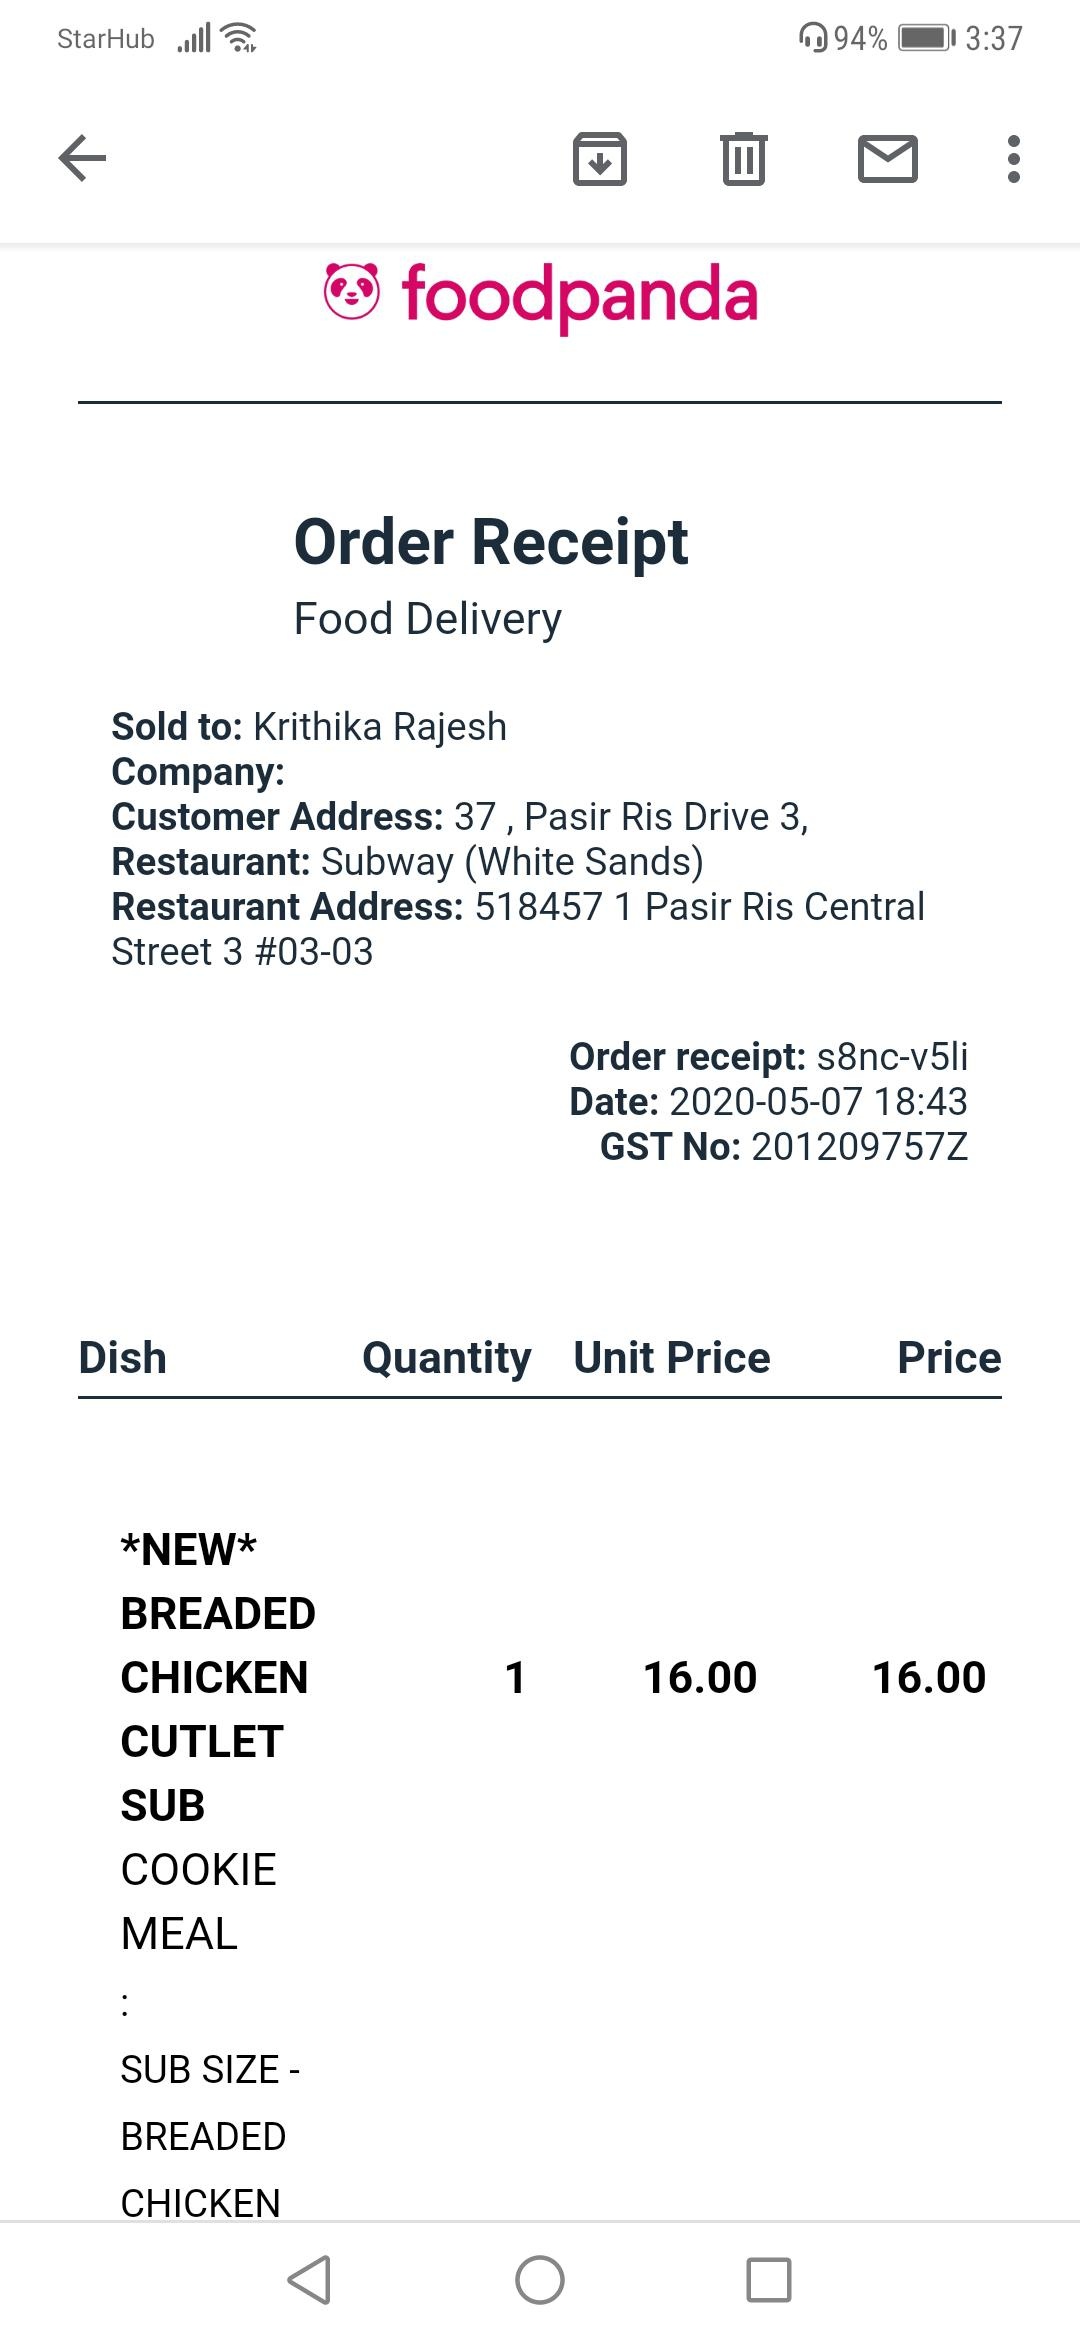 StarHub 94% 3:37
foodpanda
Order Receipt
Food Delivery
Sold to: Krithika Rajesh
Company:
Customer Address: 37 , Pasir Ris Drive 3,
Restaurant: Subway (White Sands)
Restaurant Address: 518457 1 Pasir Ris Central
Street 3 #03-03
Order receipt: s8nc-v5li
Date: 2020-05-07 18:43
GST No: 201209757Z
Dish Quantity Unit Price Price
*NEW*
BREADED
CHICKEN 1 16.00 16.00
CUTLET
SUB
COOKIE
MEAL
:
SUB SIZE -
BREADED
CHICKEN